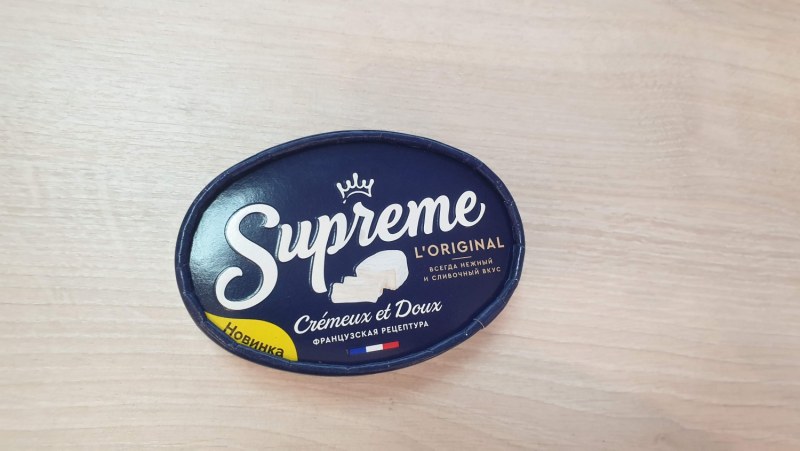 Supreme
L'ORIGINAL
ВСЕГДА НЕЖНЫЙ
И СЛИВОЧНЫЙ ВКУС
Crémeux et Doux
ФРАНЦУЗСКАЯ РЕЦЕПТУРА
Новинка